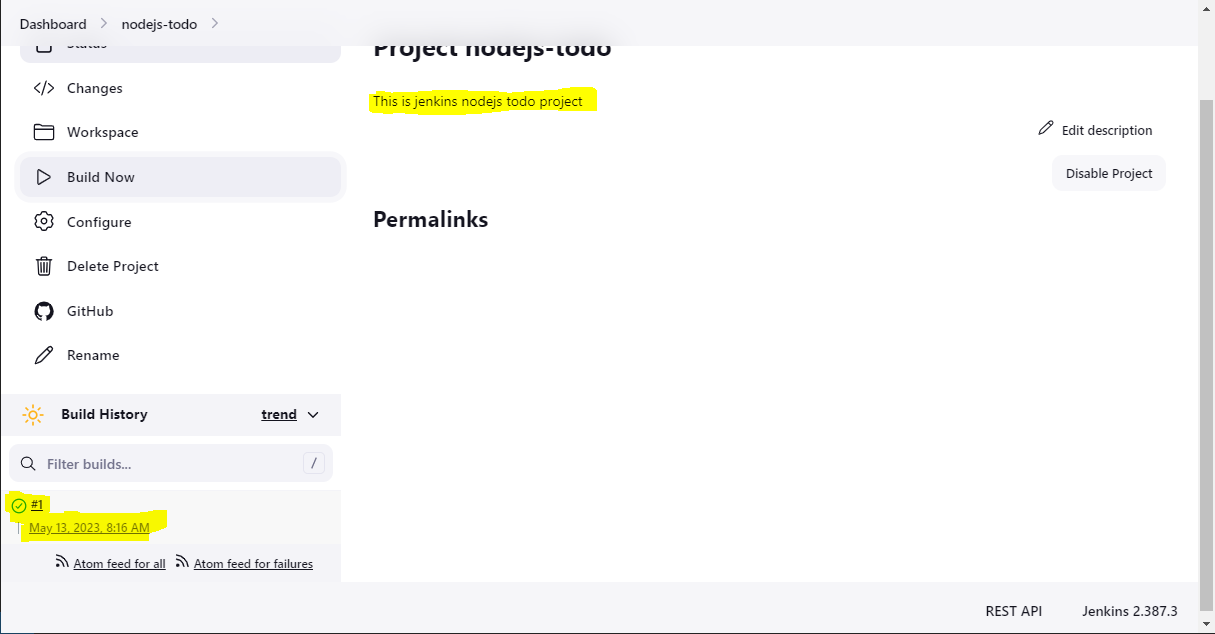 Dashboard > nodejs-todo >
Status
Changes
Workspace
Build Now
Configure
Delete Project
GitHub
Rename
Build History trend
Filter builds... /
#1
May 13, 2023, 8:16 AM
Atom feed for all Atom feed for failures
Project nodejs-todo
This is jenkins nodejs todo project
Edit description
Disable Project
Permalinks
REST API Jenkins 2.387.3